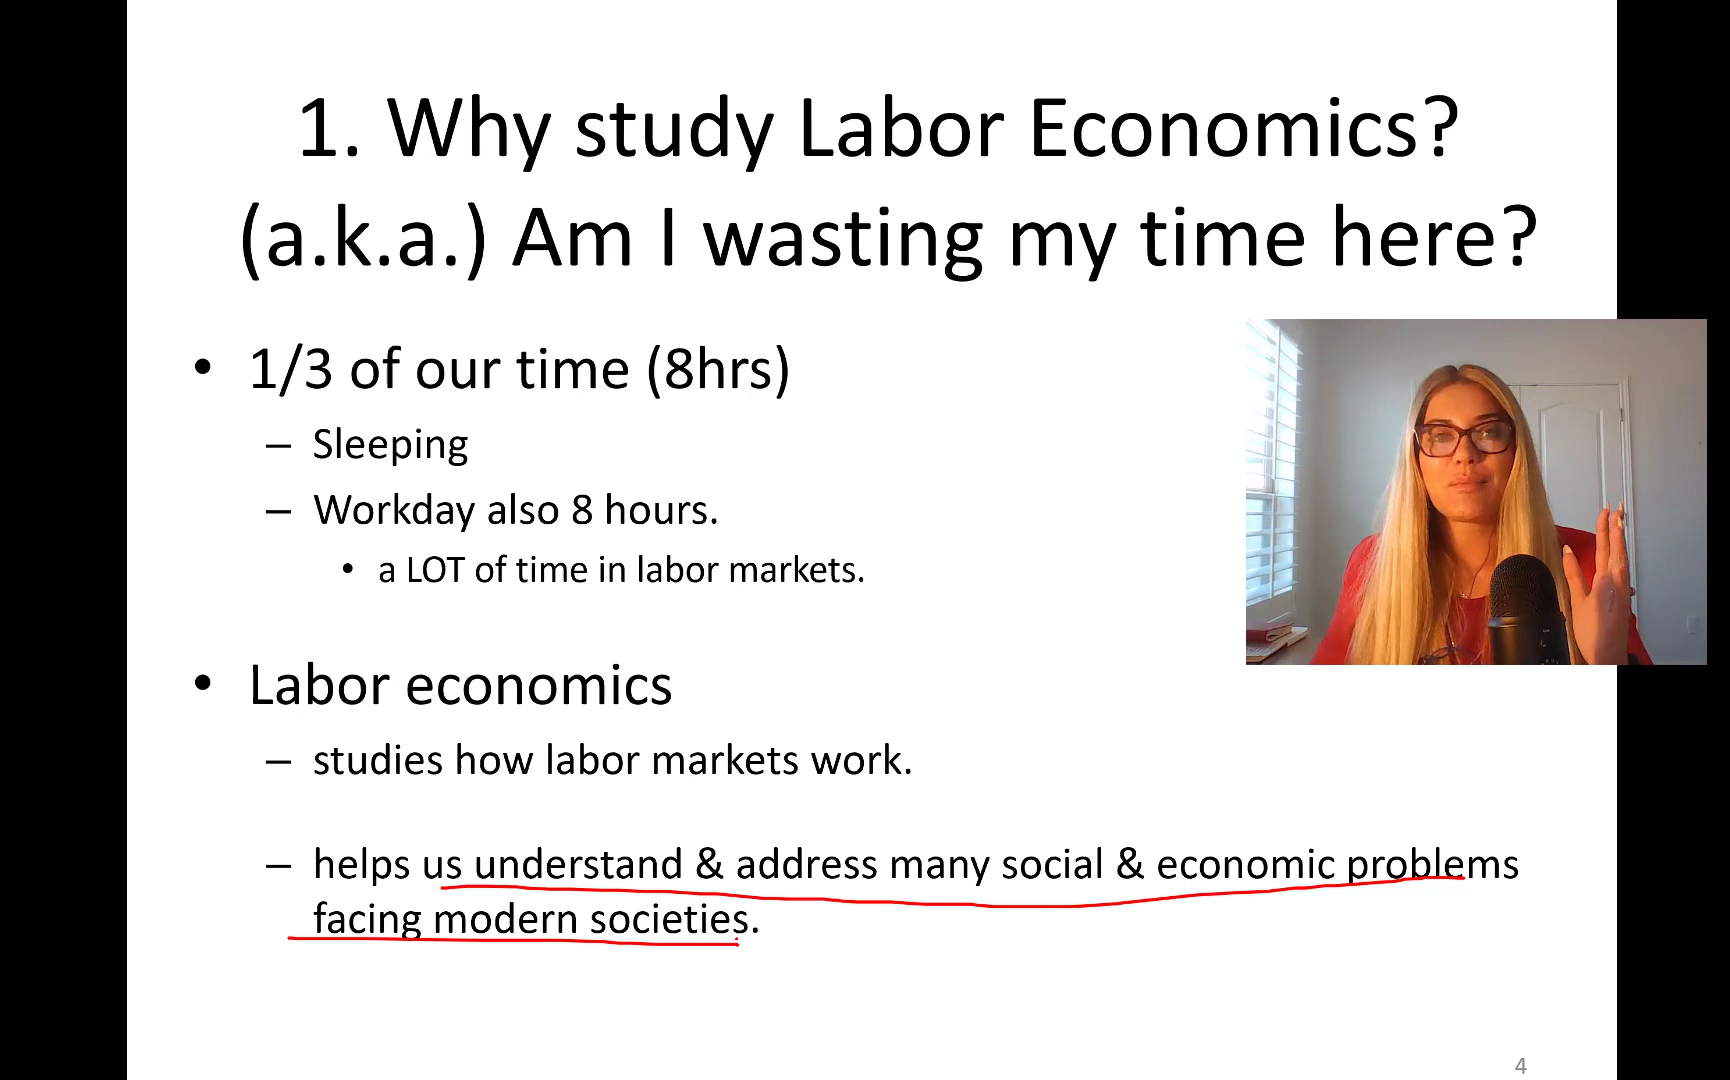 1. Why study Labor Economics?
(a.k.a.) Am I wasting my time here?
• 1/3 of our time (8hrs)
– Sleeping
– Workday also 8 hours.
• a LOT of time in labor markets.
• Labor economics
– studies how labor markets work.
– helps us understand & address many social & economic problems
facing modern societies.
4